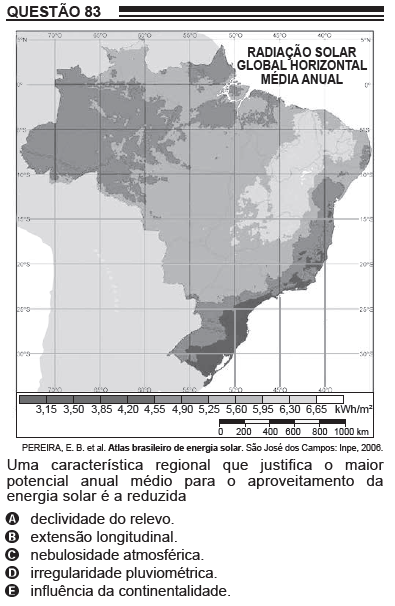 QUESTÃO 83
RADIAÇÃO SOLAR
GLOBAL HORIZONTAL
MÉDIA ANUAL
70°O 60°O 50°O 40°O
5°N
0°
5°S
10°S
15°S
20°S
25°S
30°S
70°O 60°O 50°O 40°O
3,15 3,50 3,85 4,20 4,55 4,90 5,25 5,60 5,95 6,30 6,65 kWh/m²
0 200 400 600 800 1000 km
PEREIRA, E. B. et al. Atlas brasileiro de energia solar. São José dos Campos: Inpe, 2006.
Uma característica regional que justifica o maior
potencial anual médio para o aproveitamento da
energia solar é a reduzida
A declividade do relevo.
B extensão longitudinal.
C nebulosidade atmosférica.
D irregularidade pluviométrica.
E influência da continentalidade.